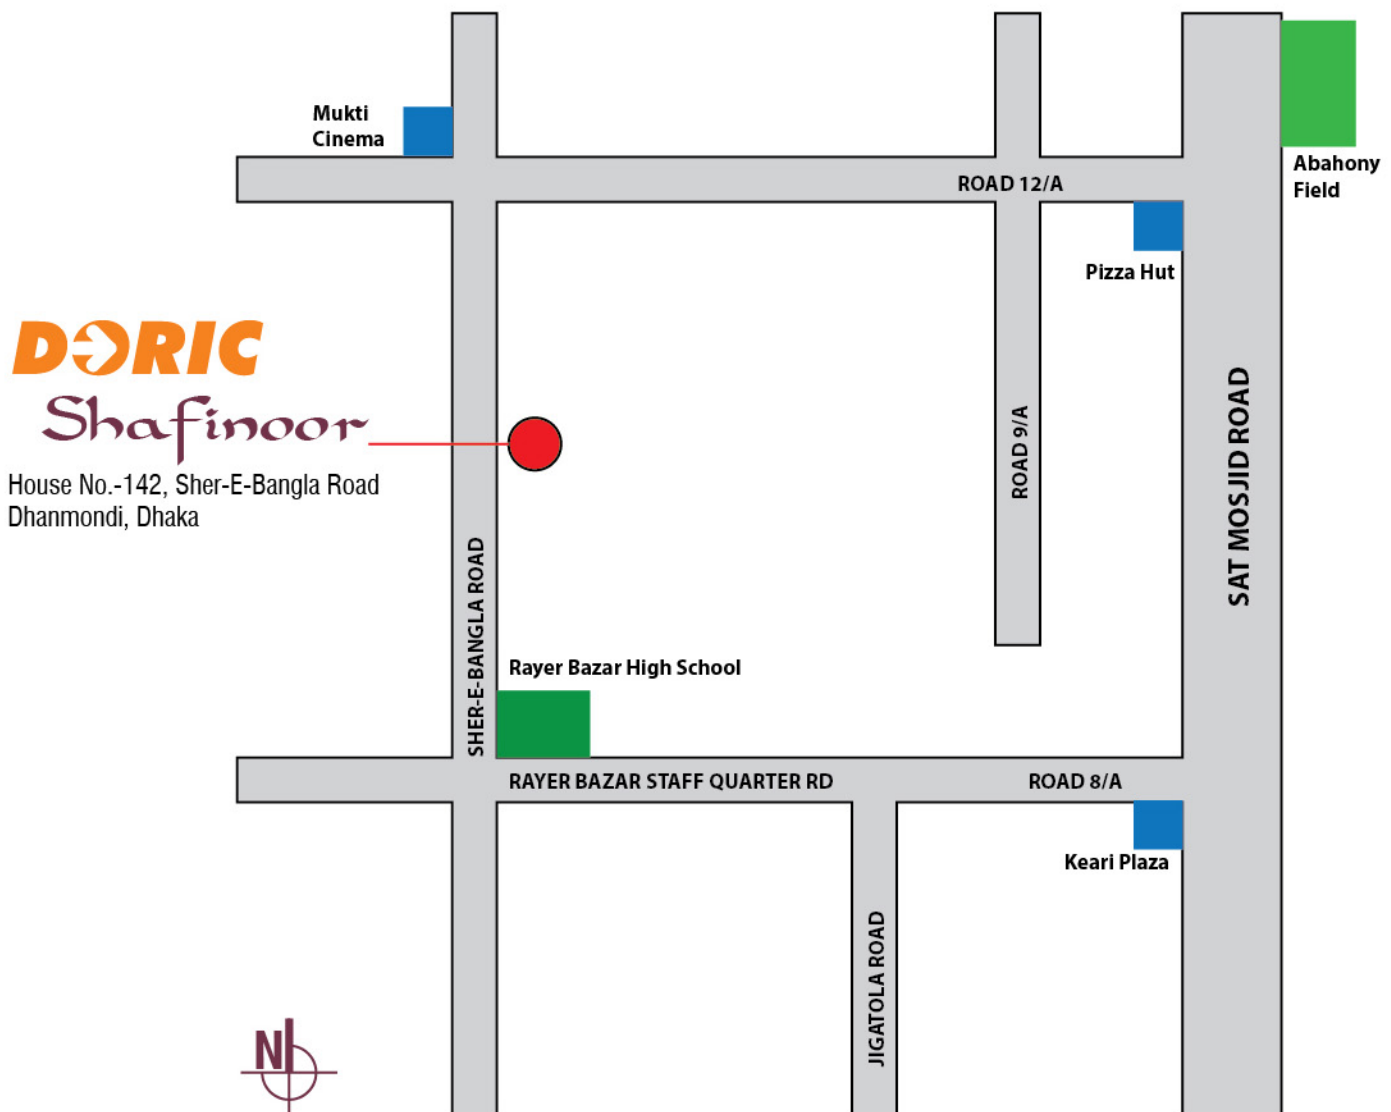 Mukti
Cinema
ROAD 12/A
Abahony
Field
Pizza Hut
DORIC
Shafinoor
House No.-142, Sher-E-Bangla Road
Dhanmondi, Dhaka
ROAD 9/A
SAT MOSJID ROAD
SHER-E-BANGLA ROAD
Rayer Bazar High School
RAYER BAZAR STAFF QUARTER RD
ROAD 8/A
Keari Plaza
JIGATOLA ROAD
N